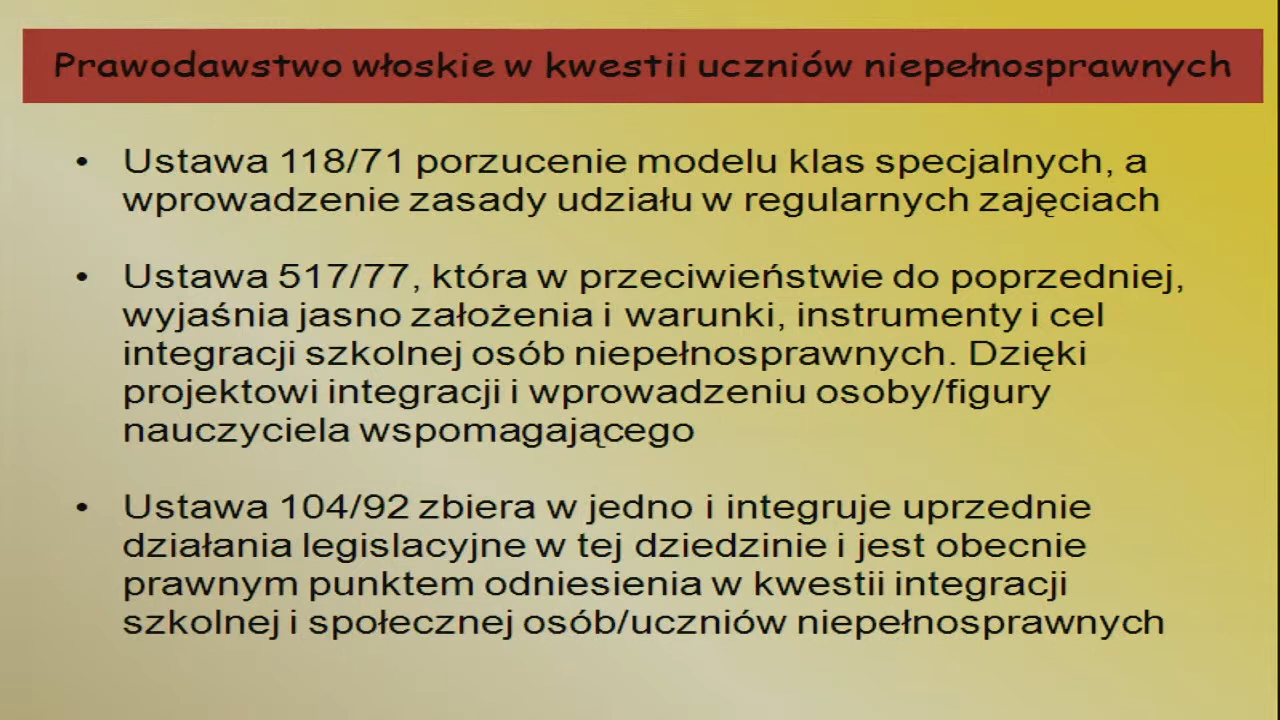 Prawodawstwo włoskie w kwestii uczniów niepełnosprawnych
• Ustawa 118/71 porzucenie modelu klas specjalnych, a
wprowadzenie zasady udziału w regularnych zajęciach
• Ustawa 517/77, która w przeciwieństwie do poprzedniej,
wyjaśnia jasno założenia i warunki, instrumenty i cel
integracji szkolnej osób niepełnosprawnych. Dzięki
projektowi integracji i wprowadzeniu osoby/figury
nauczyciela wspomagającego
• Ustawa 104/92 zbiera w jedno i integruje uprzednie
działania legislacyjne w tej dziedzinie i jest obecnie
prawnym punktem odniesienia w kwestii integracji
szkolnej i społecznej osób/uczniów niepełnosprawnych